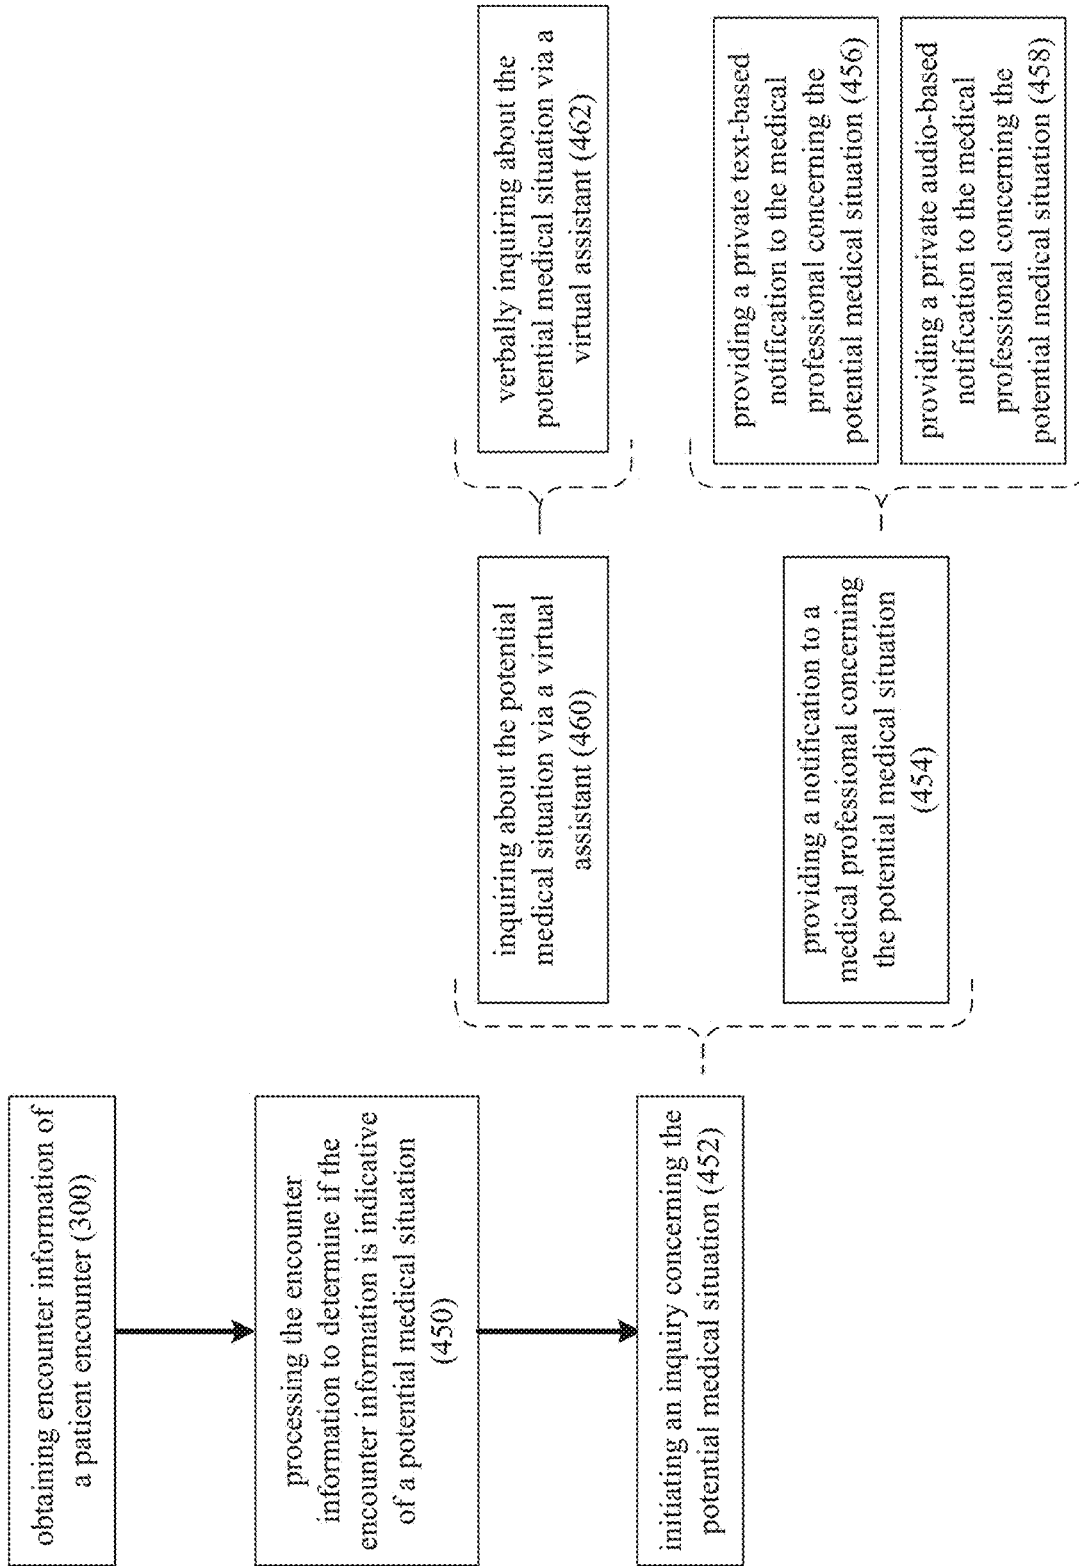 obtaining encounter information of
a patient encounter (300)
processing the encounter
information to determine if the
encounter information is indicative
of a potential medical situation
(450)
initiating an inquiry concerning the
potential medical situation (452)
inquiring about the potential
medical situation via a virtual
assistant (460)
verbally inquiring about the
potential medical situation via a
virtual assistant (462)
providing a notification to a
medical professional concerning
the potential medical situation
(454)
providing a private text-based
notification to the medical
professional concerning the
potential medical situation (456)
providing a private audio-based
notification to the medical
professional concerning the
potential medical situation (458)